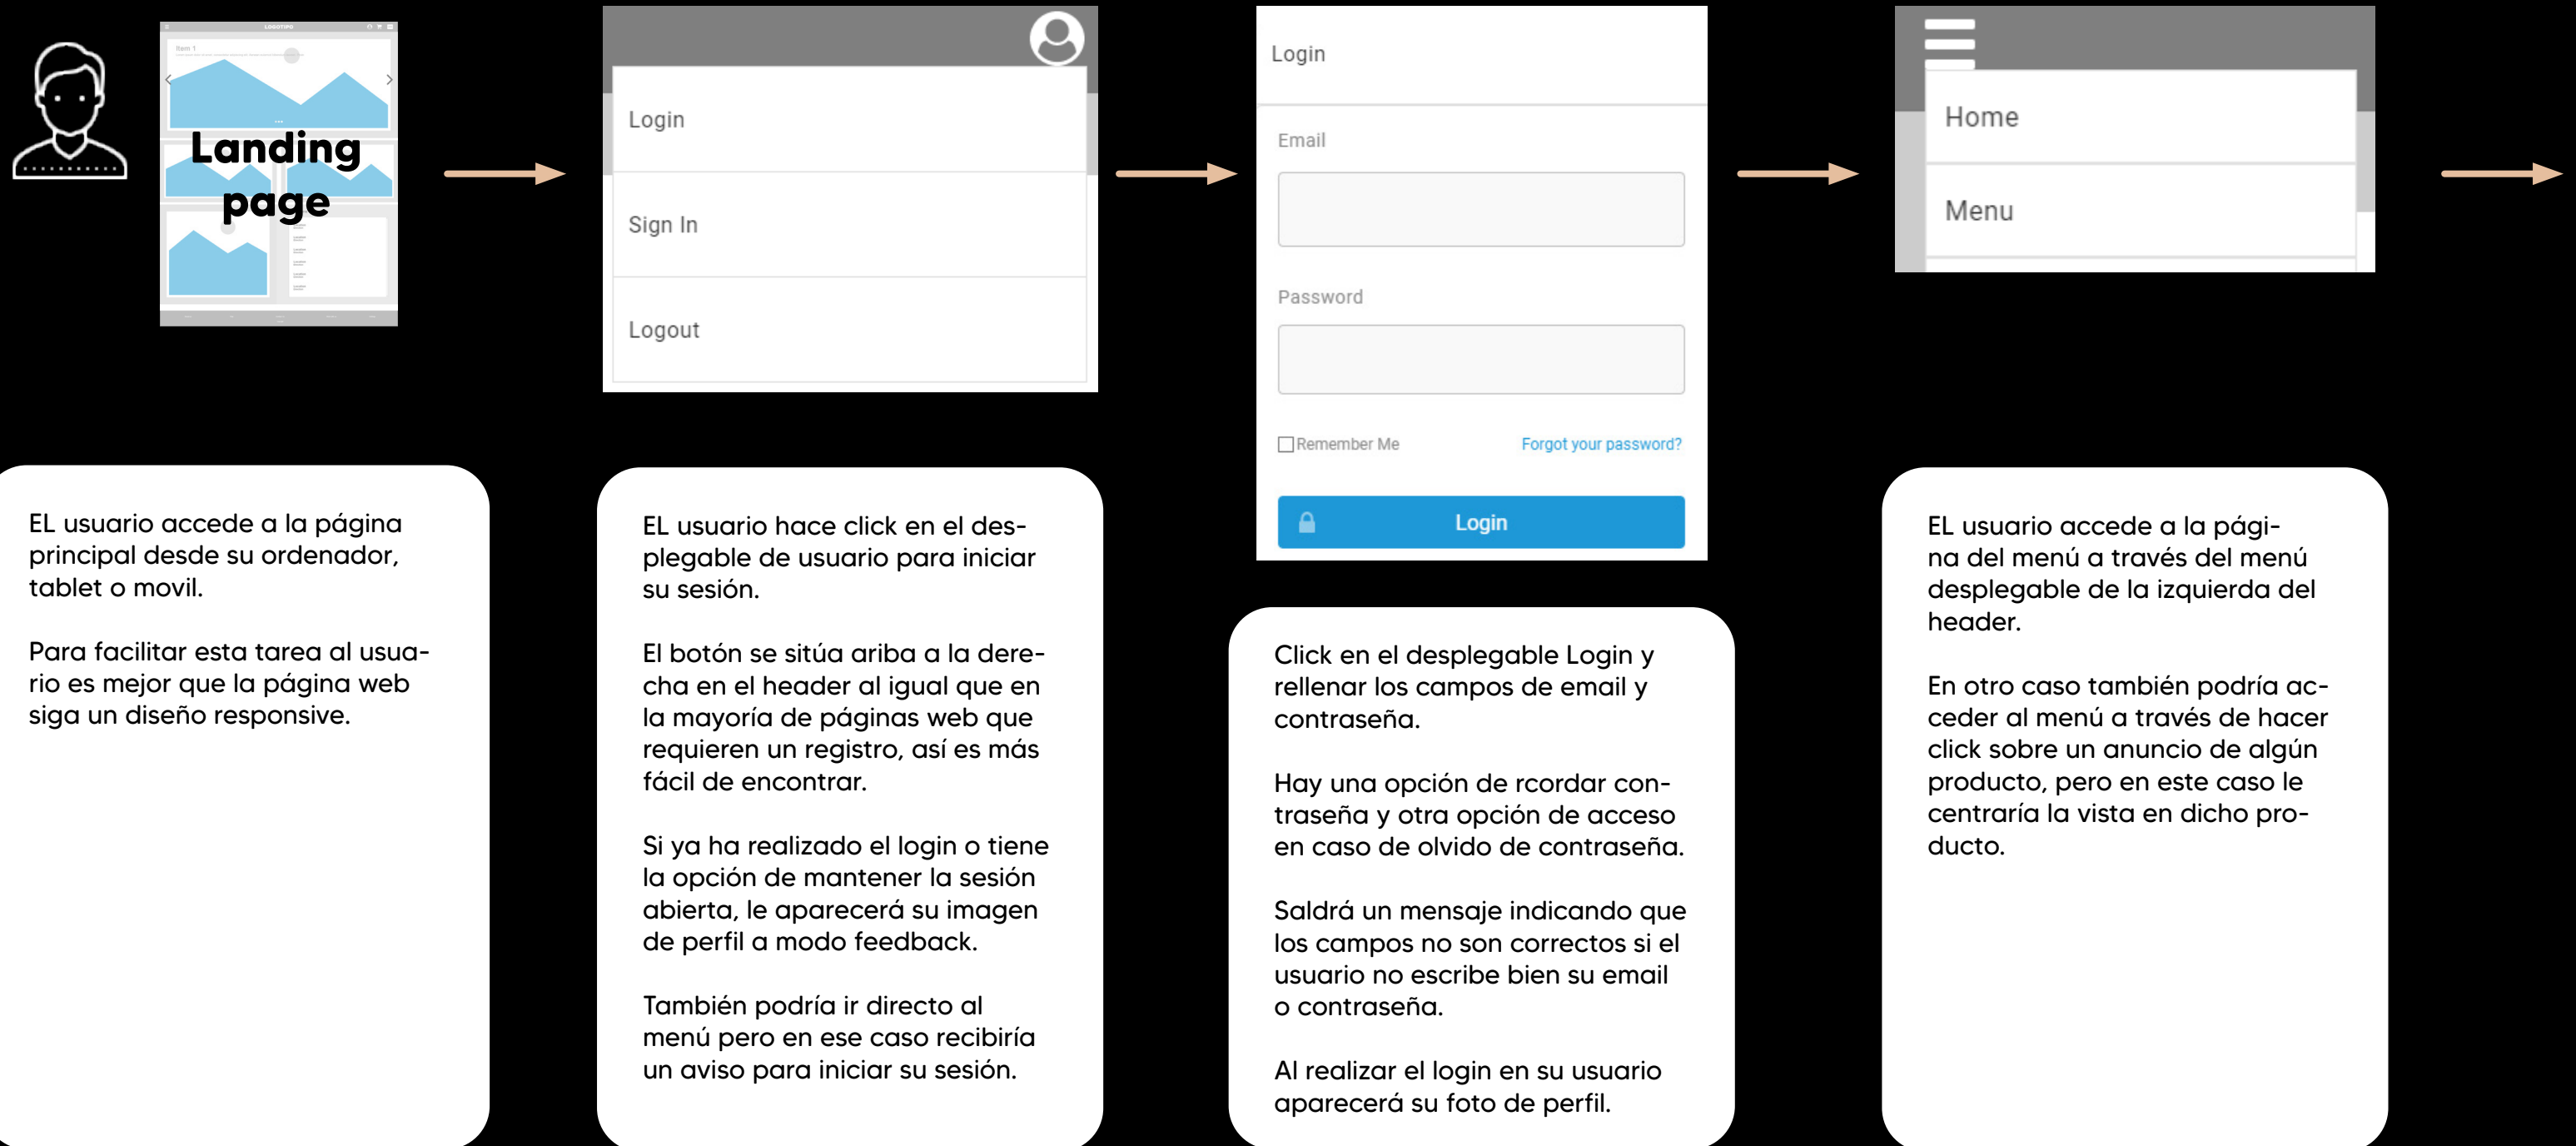 LOGOTIPO
Item 1
Landing
page
Login
Sign In
Logout
Login
Email
Password
Remember Me
Forgot your password?
Login
Home
Menu
EL usuario accede a la página
principal desde su ordenador,
tablet o movil.
Para facilitar esta tarea al usua-
rio es mejor que la página web
siga un diseño responsive.
EL usuario hace click en el des-
plegable de usuario para iniciar
su sesión.
El botón se sitúa ariba a la dere-
cha en el header al igual que en
la mayoría de páginas web que
requieren un registro, así es más
fácil de encontrar.
Si ya ha realizado el login o tiene
la opción de mantener la sesión
abierta, le aparecerá su imagen
de perfil a modo feedback.
También podría ir directo al
menú pero en ese caso recibiría
un aviso para iniciar su sesión.
Click en el desplegable Login y
rellenar los campos de email y
contraseña.
Hay una opción de rcordar con-
traseña y otra opción de acceso
en caso de olvido de contraseña.
Saldrá un mensaje indicando que
los campos no son correctos si el
usuario no escribe bien su email
o contraseña.
Al realizar el login en su usuario
aparecerá su foto de perfil.
EL usuario accede a la pági-
na del menú a través del menú
desplegable de la izquierda del
header.
En otro caso también podría ac-
ceder al menú a través de hacer
click sobre un anuncio de algún
producto, pero en este caso le
centraría la vista en dicho pro-
ducto.